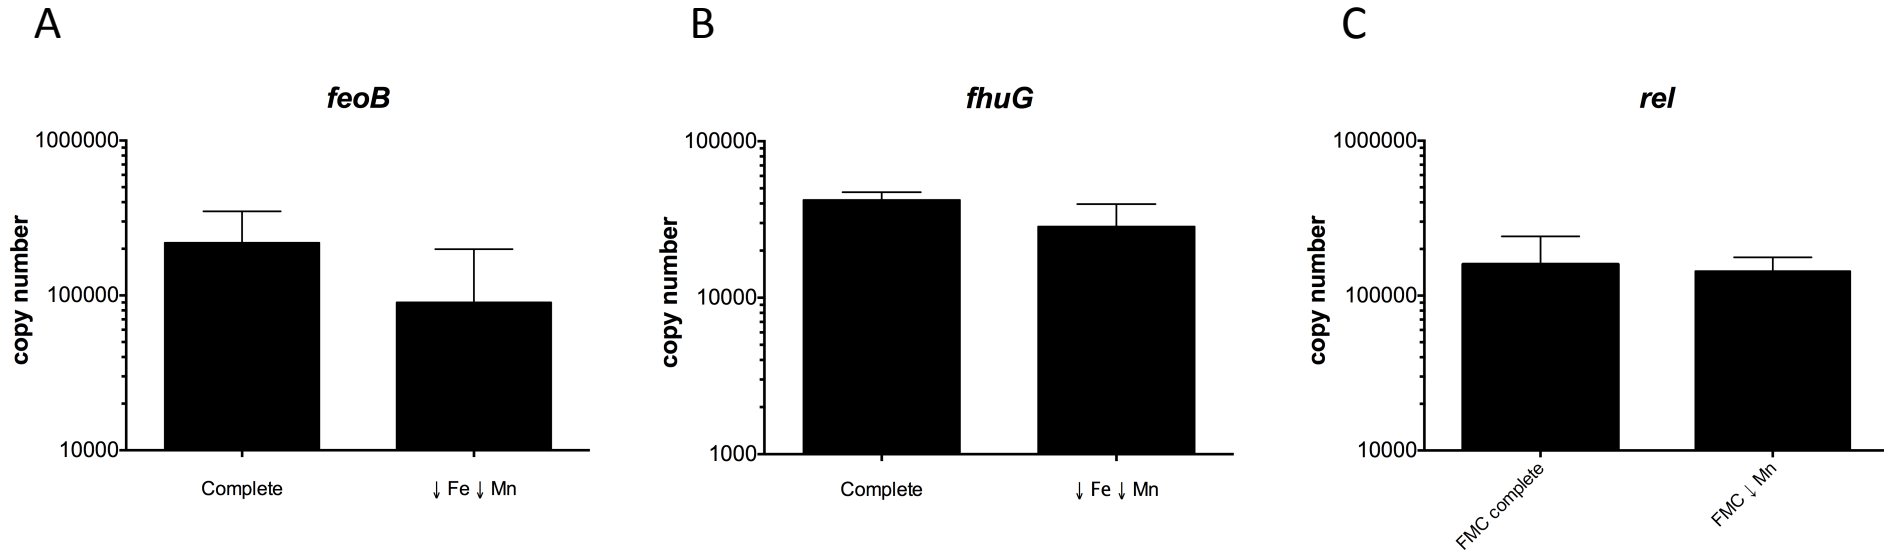 A
feoB
1000000
100000
10000
copy number
Complete
↓ Fe ↓ Mn
B
fhuG
100000
10000
1000
copy number
Complete
↓ Fe ↓ Mn
C
rel
1000000
100000
10000
copy number
FMC complete
FMC ↓ Mn